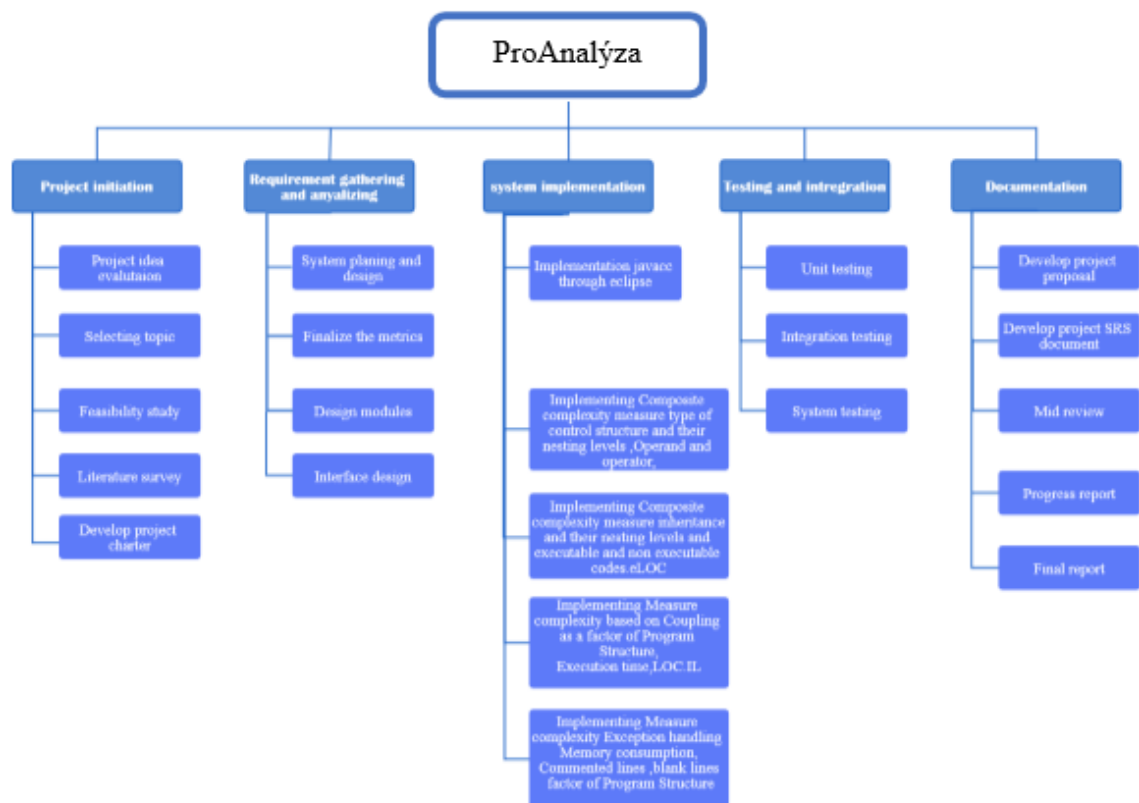 ProAnalýza
Project initiation
Project idea
evalutaion
Selecting topic
Feasibility study
Literature survey
Develop project
charter
Requirement gathering
and anyalizing
System planing and
design
Finalize the metrics
Design modules
Interface design
system implementation
Implementation javacc
through eclipse
Implementing Composite
complexity measure type of
control structure and their
nesting levels ,Operand and
operator,
Implementing Composite
complexity measure inheritance
and their nesting levels and
executable and non executable
codes.eLOC
Implementing Measure
complexity based on Coupling
as a factor of Program
Structure,
Execution time,LOC.IL
Implementing Measure
complexity Exception handling
Memory consumption,
Commented lines ,blank lines
factor of Program Structure
Testing and intregration
Unit testing
Integration testing
System testing
Documentation
Develop project
proposal
Develop project SRS
document
Mid review
Progress report
Final report